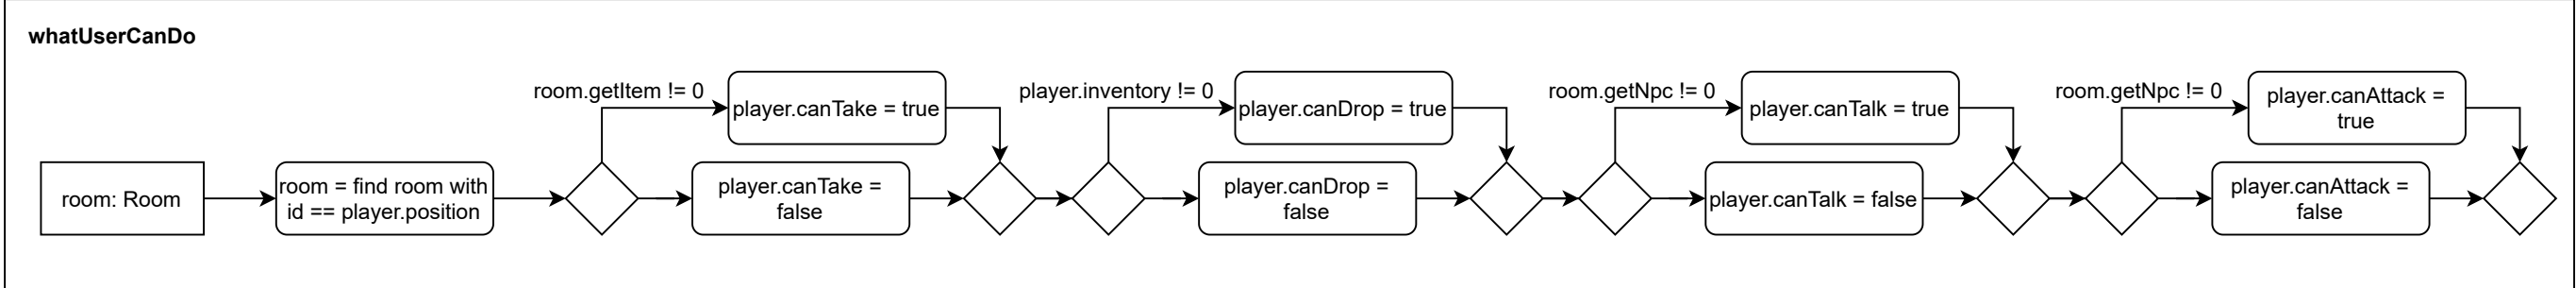 whatUserCanDo
room: Room
room = find room with
id == player.position
room.getItem != 0
player.canTake = true
player.canTake =
false
player.inventory != 0
player.canDrop = true
player.canDrop =
false
room.getNpc != 0
player.canTalk = true
player.canTalk = false
room.getNpc != 0
player.canAttack =
true
player.canAttack =
false